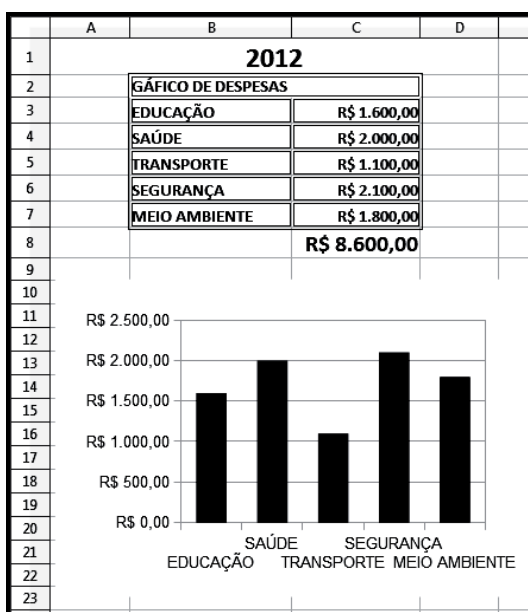 A B C D
1 2012
2 GÁFICO DE DESPESAS
3 EDUCAÇÃO R$ 1.600,00
4 SAÚDE R$ 2.000,00
5 TRANSPORTE R$ 1.100,00
6 SEGURANÇA R$ 2.100,00
7 MEIO AMBIENTE R$ 1.800,00
8 R$ 8.600,00
9
10
11 R$ 2.500,00
12
13 R$ 2.000,00
14
15 R$ 1.500,00
16
17 R$ 1.000,00
18 R$ 500,00
19
20 R$ 0,00
21 SAÚDE SEGURANÇA
22 EDUCAÇÃO TRANSPORTE MEIO AMBIENTE
23